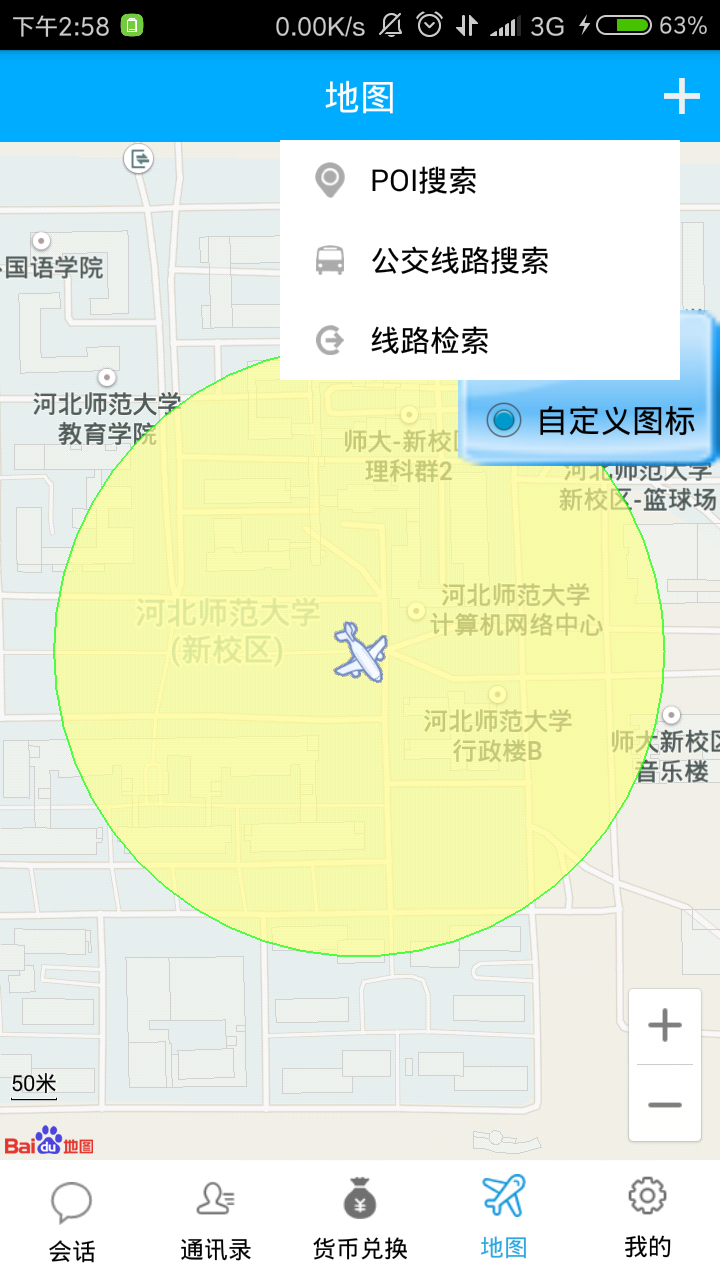 下午2:58 0.00K/s 3G 63%
地图
POI搜索
公交线路搜索
线路检索
自定义图标
国语学院
河北师范大学
教育学院
师大-新校区
理科群2
河北师范大学
新校区-篮球场
河北师范大学
(新校区)
河北师范大学
计算机网络中心
河北师范大学
行政楼B
师大新校区
音乐楼
50米
Bai du 地图
会话 通讯录 货币兑换 地图 我的